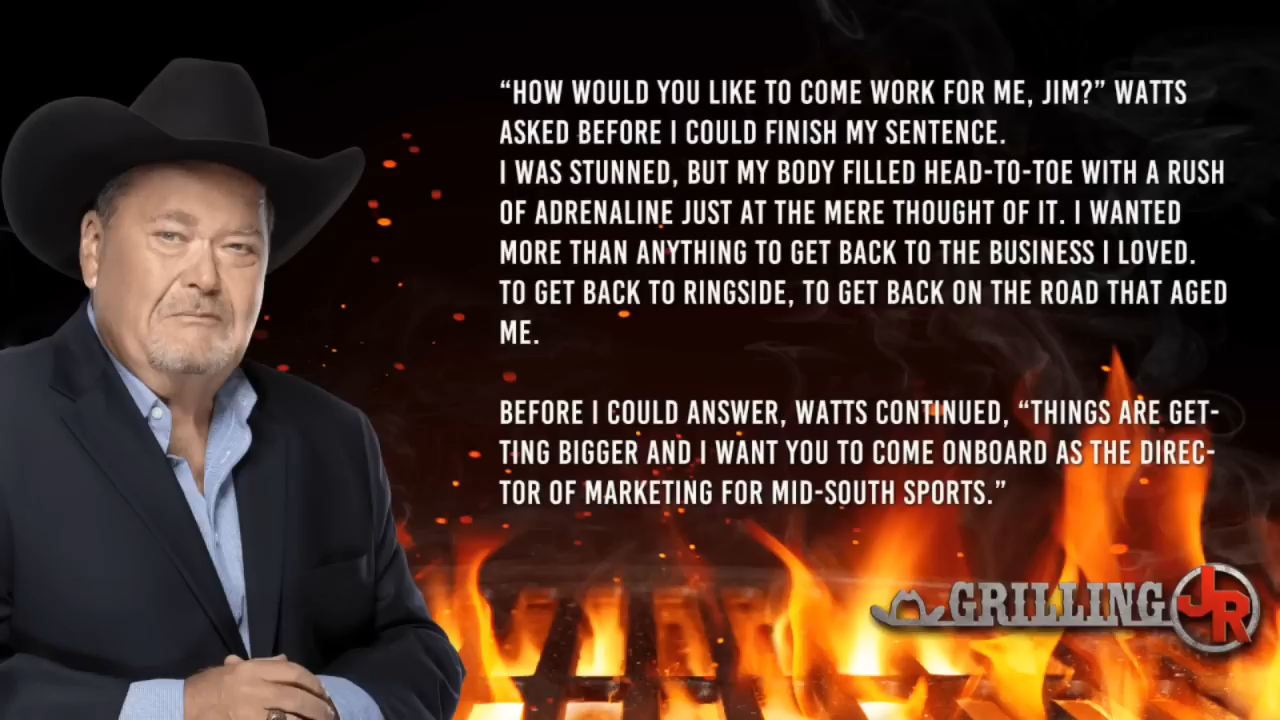 “HOW WOULD YOU LIKE TO COME WORK FOR ME, JIM?” WATTS
ASKED BEFORE I COULD FINISH MY SENTENCE.
I WAS STUNNED, BUT MY BODY FILLED HEAD-TO-TOE WITH A RUSH
OF ADRENALINE JUST AT THE MERE THOUGHT OF IT. I WANTED
MORE THAN ANYTHING TO GET BACK TO THE BUSINESS I LOVED.
TO GET BACK TO RINGSIDE, TO GET BACK ON THE ROAD THAT AGED
ME.
BEFORE I COULD ANSWER, WATTS CONTINUED, “THINGS ARE GET-
TING BIGGER AND I WANT YOU TO COME ONBOARD AS THE DIREC-
TOR OF MARKETING FOR MID-SOUTH SPORTS.”
GRILLING JR